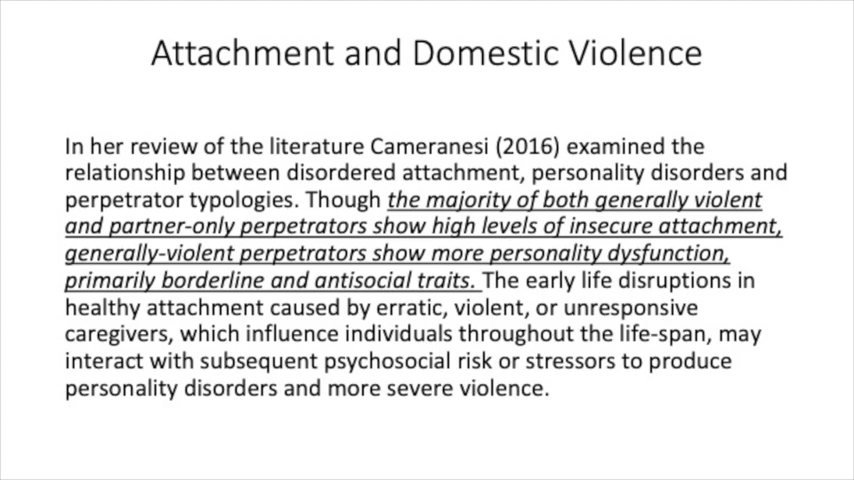 Attachment and Domestic Violence
In her review of the literature Cameranesi (2016) examined the
relationship between disordered attachment, personality disorders and
perpetrator typologies. Though the majority of both generally violent
and partner-only perpetrators show high levels of insecure attachment,
generally-violent perpetrators show more personality dysfunction,
primarily borderline and antisocial traits. The early life disruptions in
healthy attachment caused by erratic, violent, or unresponsive
caregivers, which influence individuals throughout the life-span, may
interact with subsequent psychosocial risk or stressors to produce
personality disorders and more severe violence.